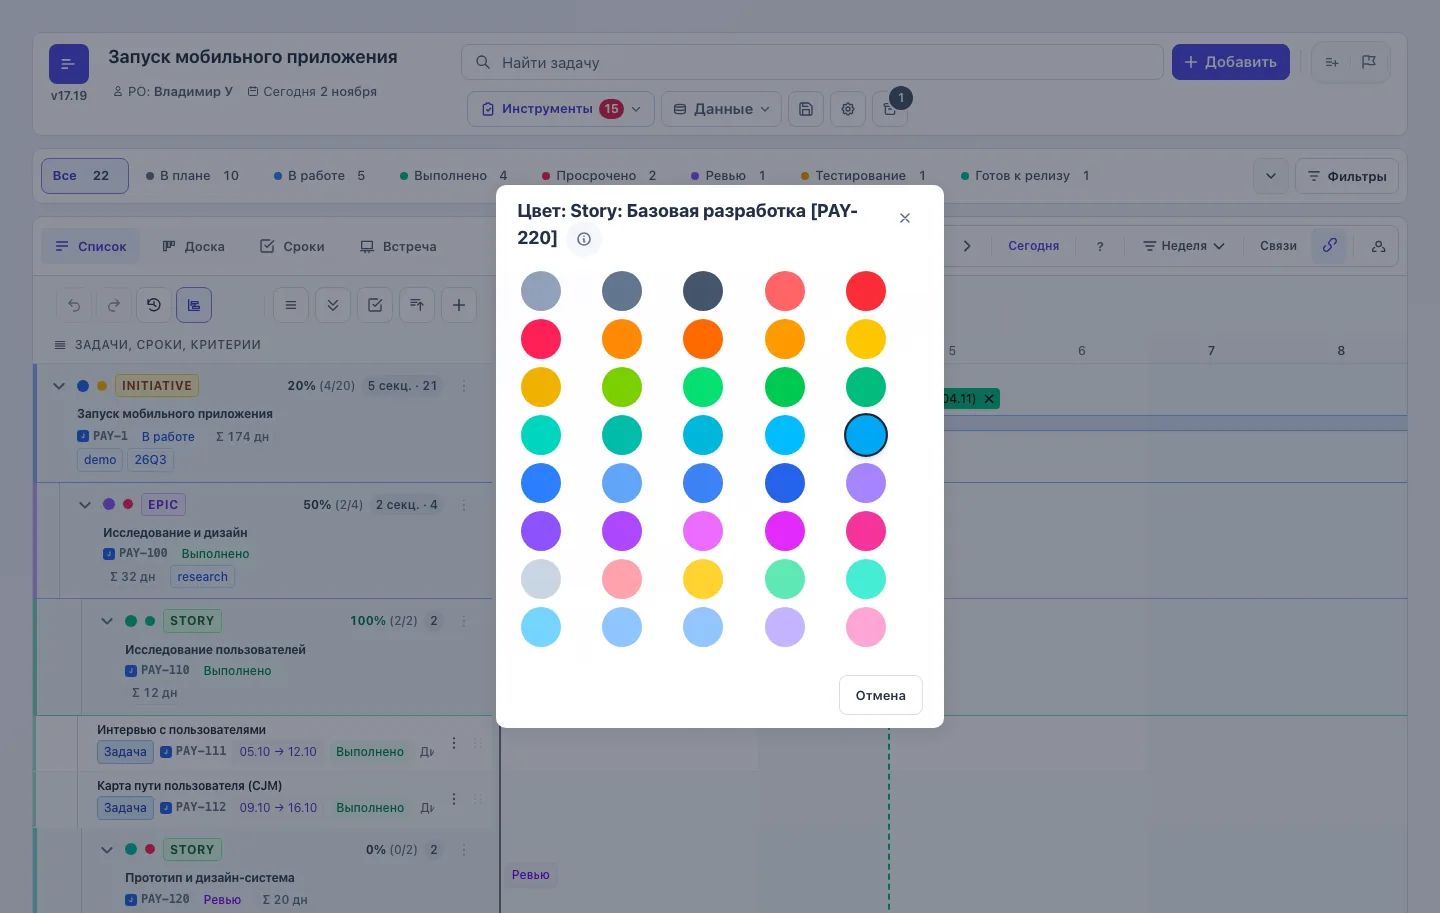 Запуск мобильного приложения
v17.19
PO: Владимир У
Сегодня 2 ноября
Найти задачу
Добавить
Инструменты 15
Данные
1
Все 22
В плане 10
В работе 5
Выполнено 4
Просрочено 2
Ревью 1
Тестирование 1
Готов к релизу 1
Фильтры
Список
Доска
Сроки
Встреча
Сегодня
?
Неделя
Связи
ЗАДАЧИ, СРОКИ, КРИТЕРИИ
5 6 7 8
Цвет: Story: Базовая разработка [PAY-
220]
Отмена
INITIATIVE 20% (4/20) 5 секц. · 21
Запуск мобильного приложения
PAY-1 В работе Σ 174 дн
demo 26Q3
04.11)
EPIC 50% (2/4) 2 секц. · 4
Исследование и дизайн
PAY-100 Выполнено
Σ 32 дн research
STORY 100% (2/2) 2
Исследование пользователей
PAY-110 Выполнено
Σ 12 дн
Интервью с пользователями
Задача PAY-111 05.10 → 12.10 Выполнено
Карта пути пользователя (CJM)
Задача PAY-112 09.10 → 16.10 Выполнено
STORY 0% (0/2) 2
Прототип и дизайн-система
PAY-120 Ревью Σ 20 дн
Ревью